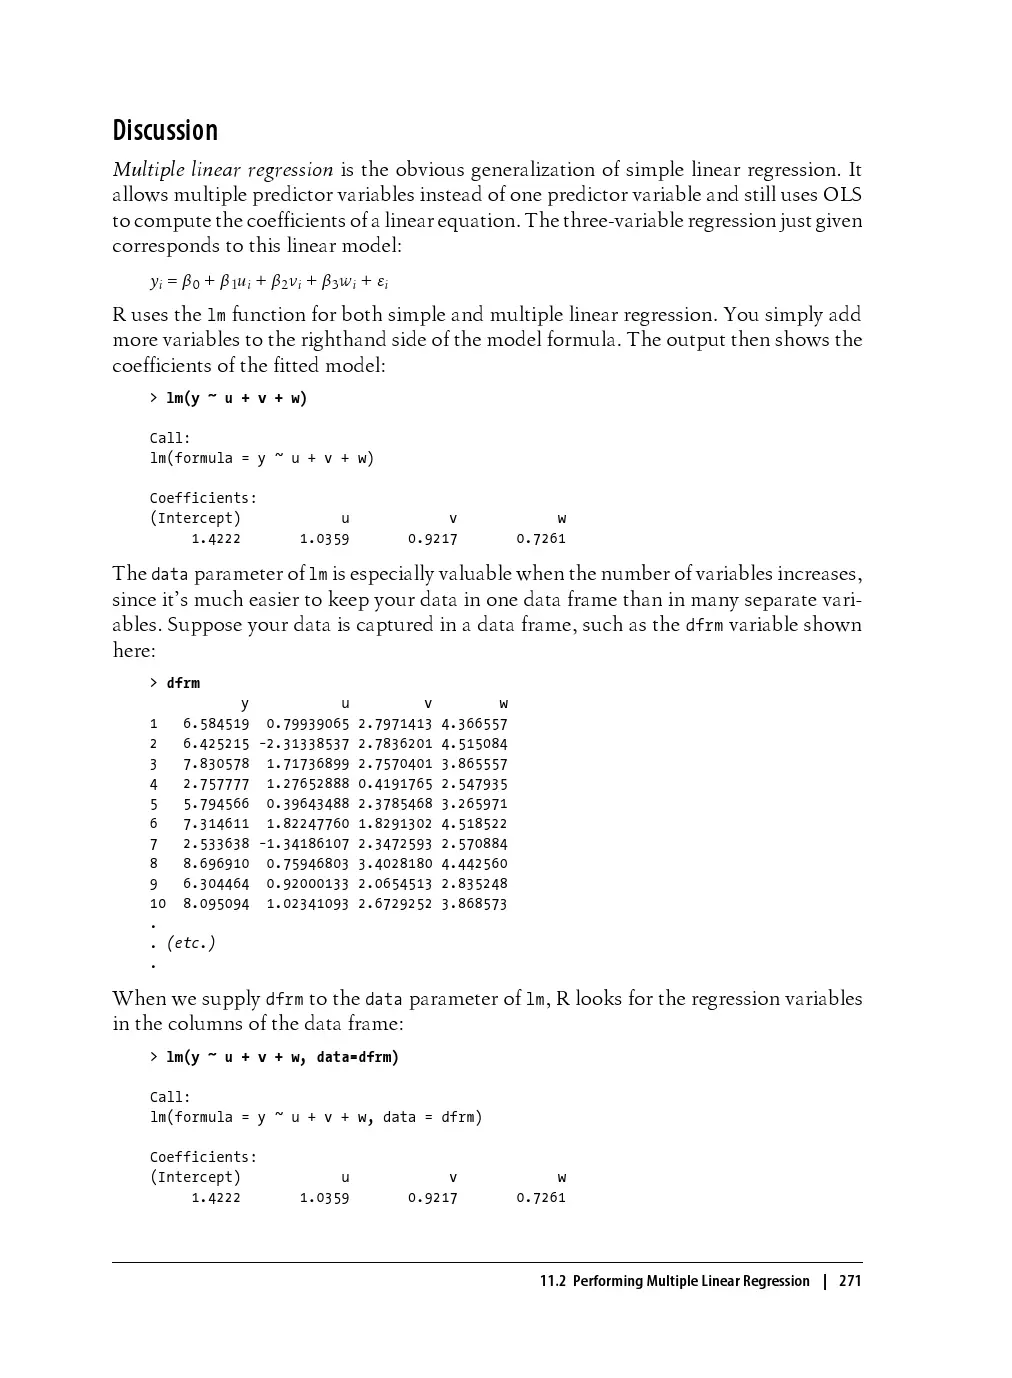 Discussion
Multiple linear regression is the obvious generalization of simple linear regression. It
allows multiple predictor variables instead of one predictor variable and still uses OLS
to compute the coefficients of a linear equation. The three-variable regression just given
corresponds to this linear model:
yᵢ = β₀ + β₁uᵢ + β₂vᵢ + β₃wᵢ + εᵢ
R uses the lm function for both simple and multiple linear regression. You simply add
more variables to the righthand side of the model formula. The output then shows the
coefficients of the fitted model:
> lm(y ~ u + v + w)
Call:
lm(formula = y ~ u + v + w)
Coefficients:
(Intercept) u v w
1.4222 1.0359 0.9217 0.7261
The data parameter of lm is especially valuable when the number of variables increases,
since it’s much easier to keep your data in one data frame than in many separate vari-
ables. Suppose your data is captured in a data frame, such as the dfrm variable shown
here:
> dfrm
y u v w
1 6.584519 0.79939065 2.7971413 4.366557
2 6.425215 -2.31338537 2.7836201 4.515084
3 7.830578 1.71736899 2.7570401 3.865557
4 2.757777 1.27652888 0.4191765 2.547935
5 5.794566 0.39643488 2.3785468 3.265971
6 7.314611 1.82247760 1.8291302 4.518522
7 2.533638 -1.34186107 2.3472593 2.570884
8 8.696910 0.75946803 3.4028180 4.442560
9 6.304464 0.92000133 2.0654513 2.835248
10 8.095094 1.02341093 2.6729252 3.868573
.
. (etc.)
.
When we supply dfrm to the data parameter of lm, R looks for the regression variables
in the columns of the data frame:
> lm(y ~ u + v + w, data=dfrm)
Call:
lm(formula = y ~ u + v + w, data = dfrm)
Coefficients:
(Intercept) u v w
1.4222 1.0359 0.9217 0.7261
11.2 Performing Multiple Linear Regression | 271